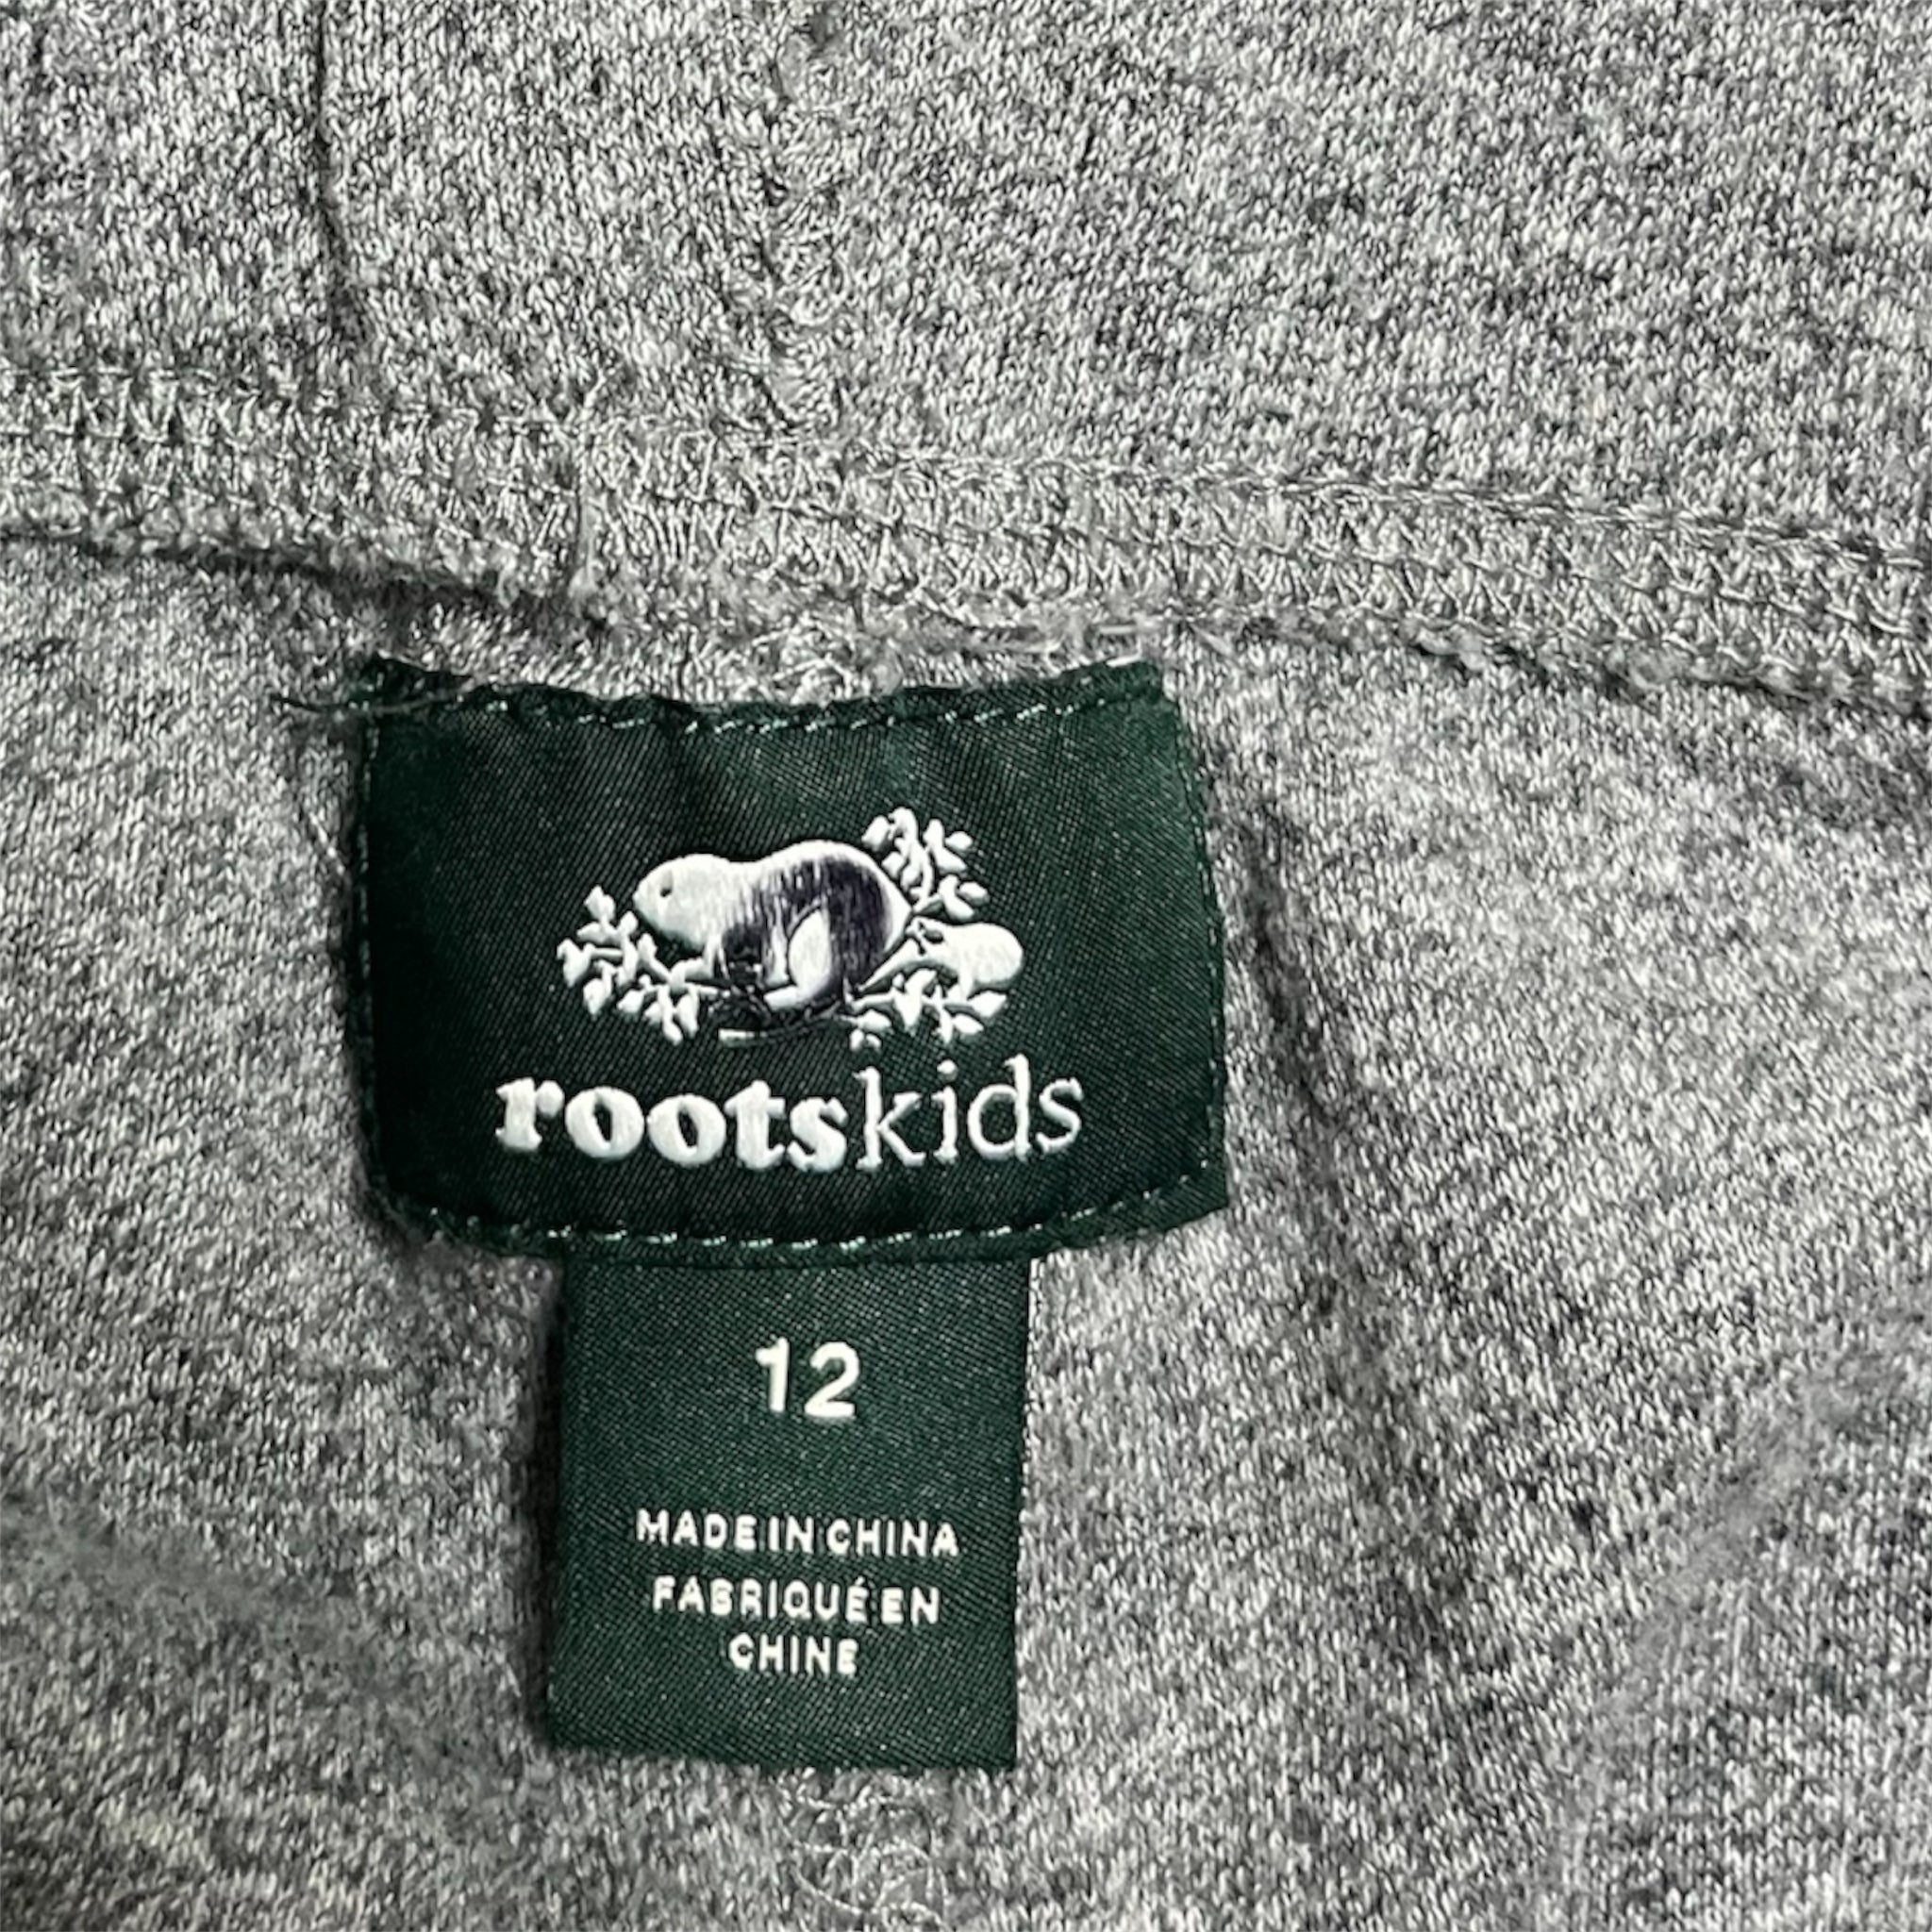 rootskids
12
MADE IN CHINA
FABRIQUÉ EN
CHINE